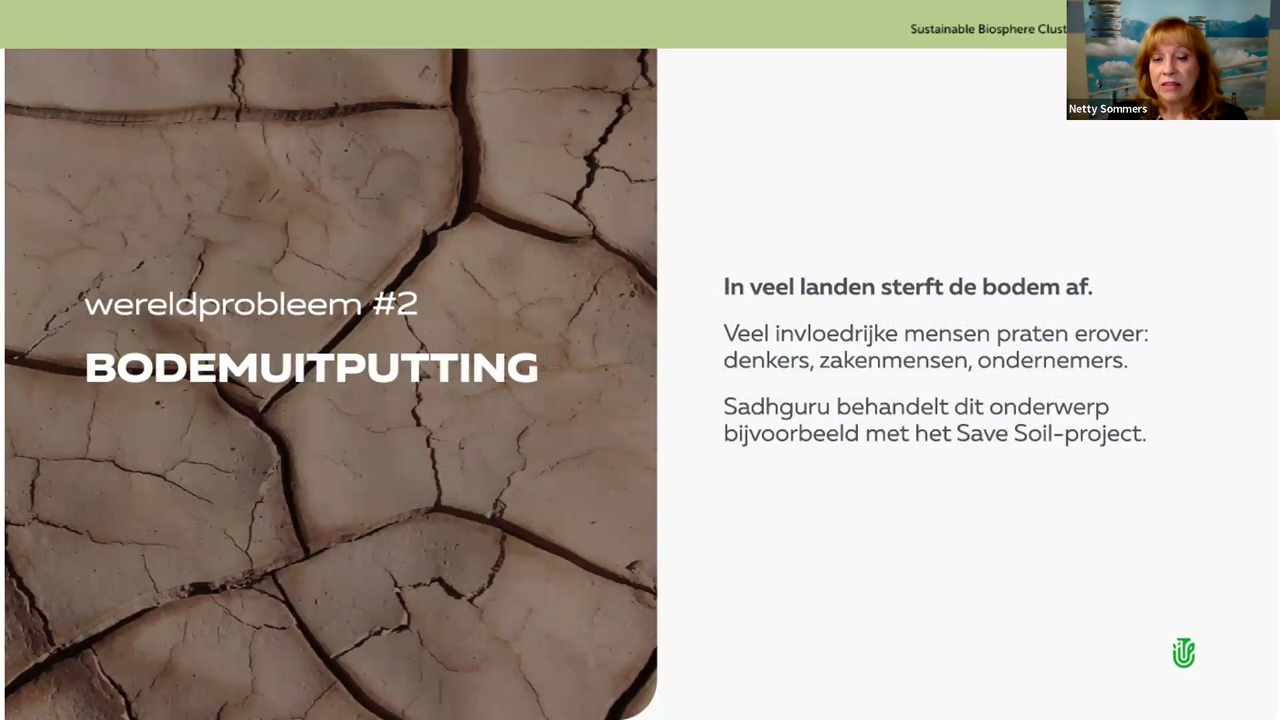 Sustainable Biosphere Clust
Netty Sommers
wereldprobleem #2
BODEMUITPUTTING
In veel landen sterft de bodem af.
Veel invloedrijke mensen praten erover:
denkers, zakenmensen, ondernemers.
Sadhguru behandelt dit onderwerp
bijvoorbeeld met het Save Soil-project.